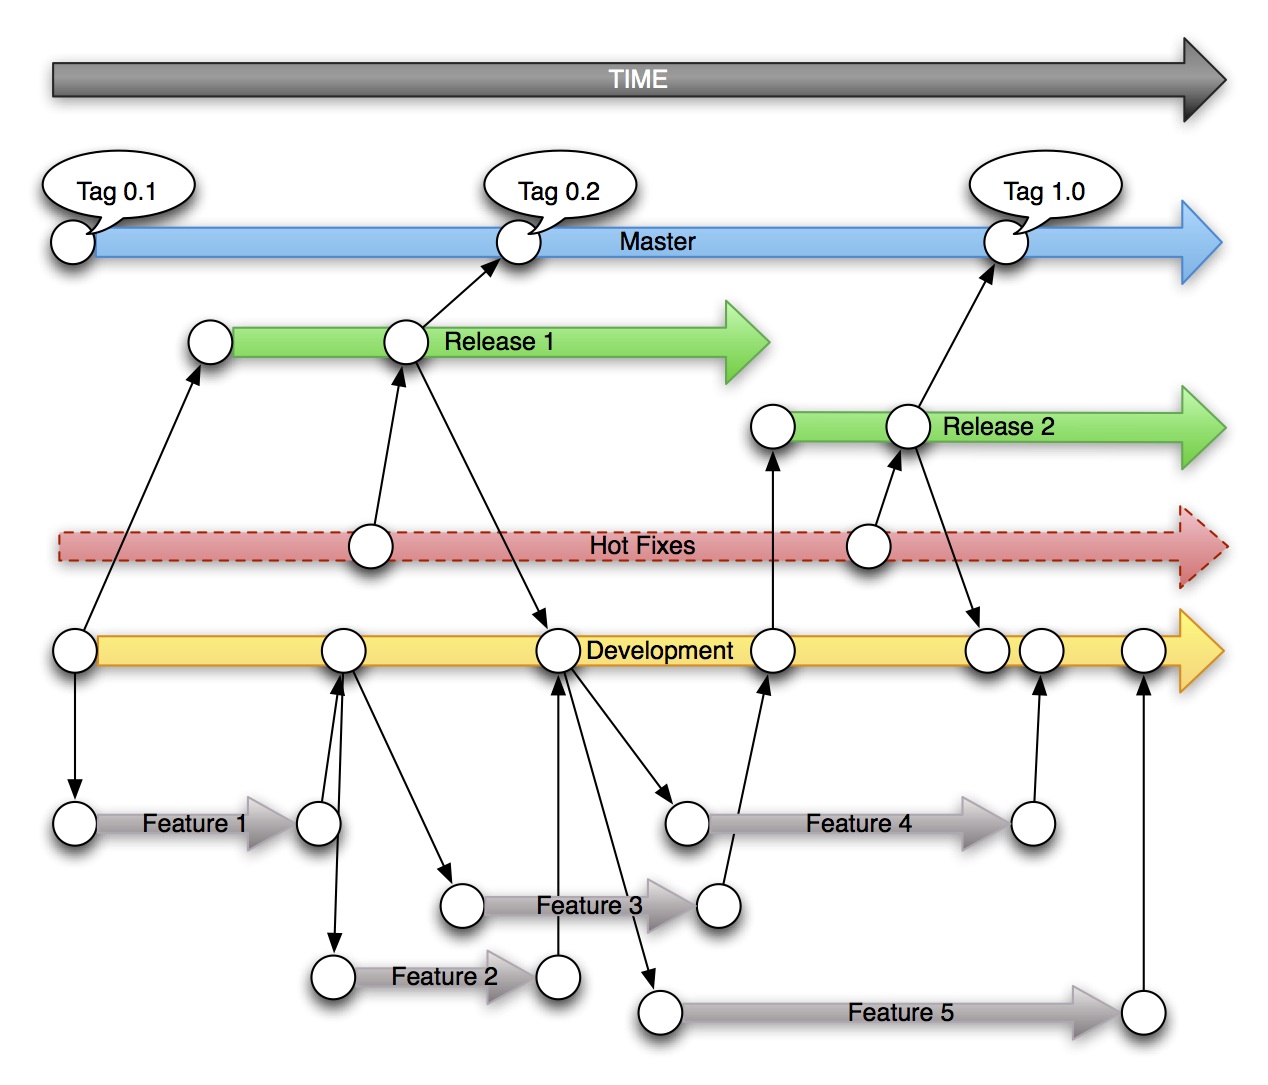 TIME
Tag 0.1
Tag 0.2
Tag 1.0
Master
Release 1
Release 2
Hot Fixes
Development
Feature 1
Feature 4
Feature 3
Feature 2
Feature 5